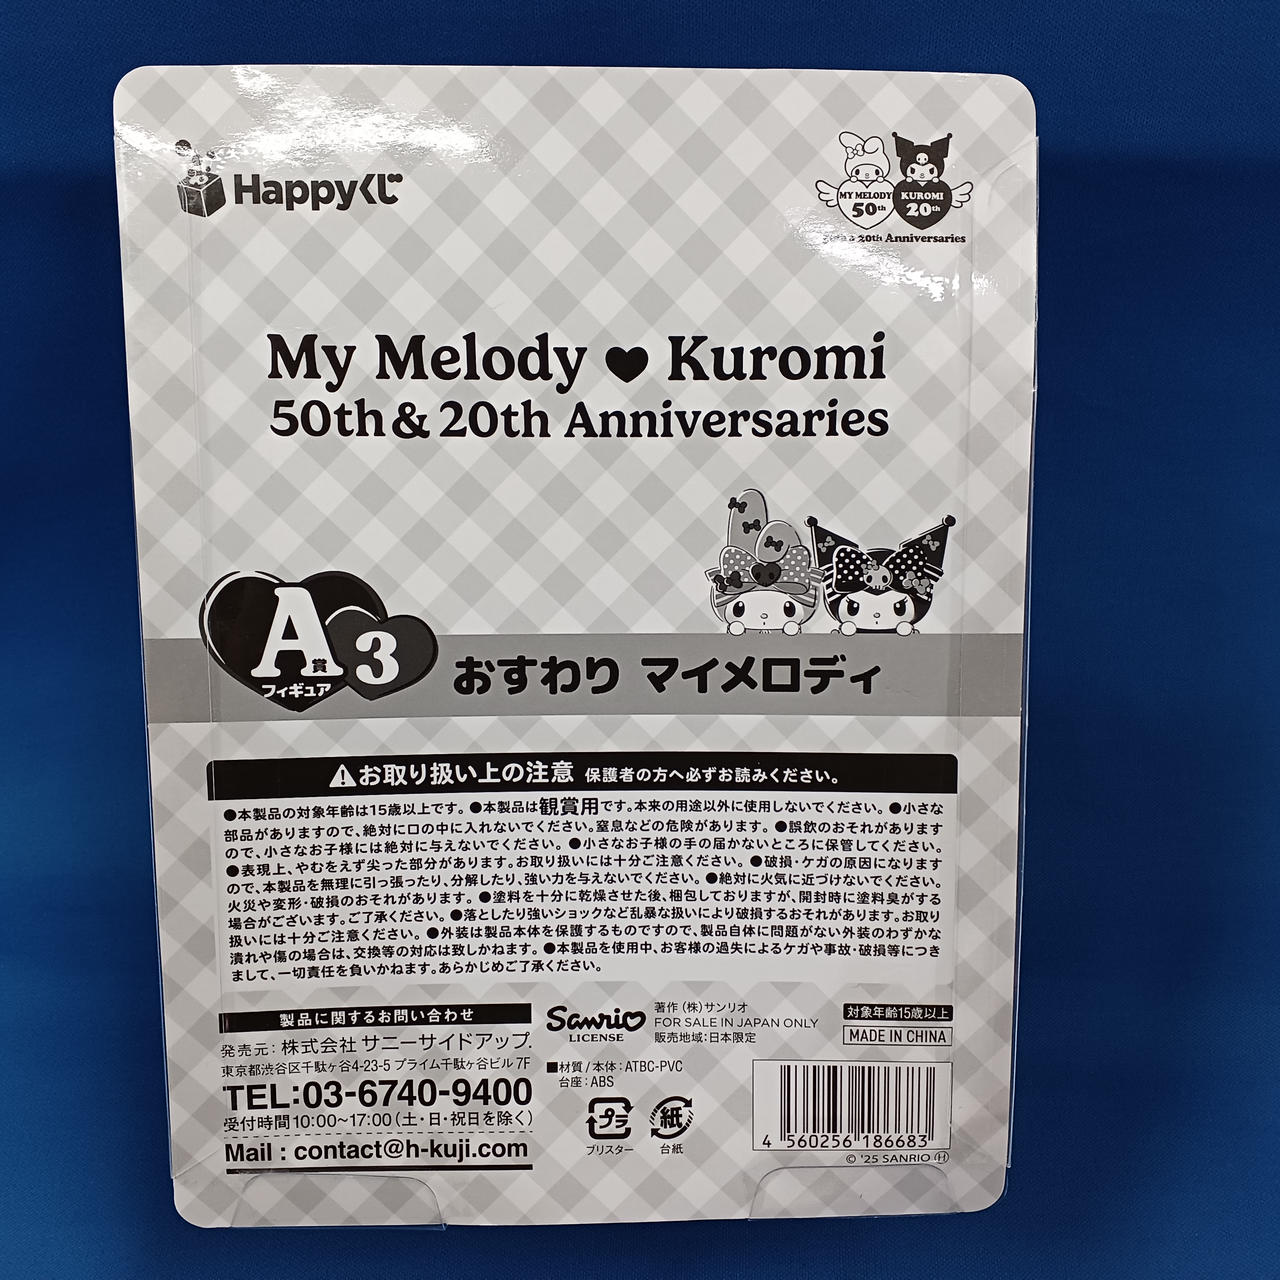 Happyくじ
MY MELODY
50th
KUROMI
20th
50th & 20th Anniversaries
My Melody ♥ Kuromi
50th & 20th Anniversaries
A賞
フィギュア
3
おすわり マイメロディ
⚠お取り扱い上の注意 保護者の方へ必ずお読みください。
●本製品の対象年齢は15歳以上です。●本製品は観賞用です。本来の用途以外に使用しないでください。●小さな
部品がありますので、絶対に口の中に入れないでください。窒息などの危険があります。●誤飲のおそれがあります
ので、小さなお子様には絶対に与えないでください。●小さなお子様の手の届かないところに保管してください。
●表現上、やむをえず尖った部分があります。お取り扱いには十分ご注意ください。●破損・ケガの原因になります
ので、本製品を無理に引っ張ったり、分解したり、強い力を与えないでください。●絶対に火気に近づけないでください。
火災や変形・破損のおそれがあります。●塗料を十分に乾燥させた後、梱包しておりますが、開封時に塗料臭がする
場合がございます。ご了承ください。●落としたり強いショックなど乱暴な扱いにより破損するおそれがあります。お取り
扱いには十分ご注意ください。●外装は製品本体を保護するものですので、製品自体に問題がない外装のわずかな
潰れや傷の場合は、交換等の対応は致しかねます。●本製品を使用中、お客様の過失によるケガや事故・破損等につき
まして、一切責任を負いかねます。あらかじめご了承ください。
製品に関するお問い合わせ
発売元：株式会社 サニーサイドアップ.
東京都渋谷区千駄ヶ谷4-23-5 プライム千駄ヶ谷ビル 7F
TEL：03-6740-9400
受付時間 10:00～17:00（土・日・祝日を除く）
Mail : contact@h-kuji.com
Sanrio
LICENSE
著作（株）サンリオ
FOR SALE IN JAPAN ONLY
販売地域：日本限定
■材質 / 本体：ATBC-PVC
台座：ABS
プラ
ブリスター
紙
台紙
対象年齢15歳以上
MADE IN CHINA
4 560256 186683
© '25 SANRIO Ⓗ